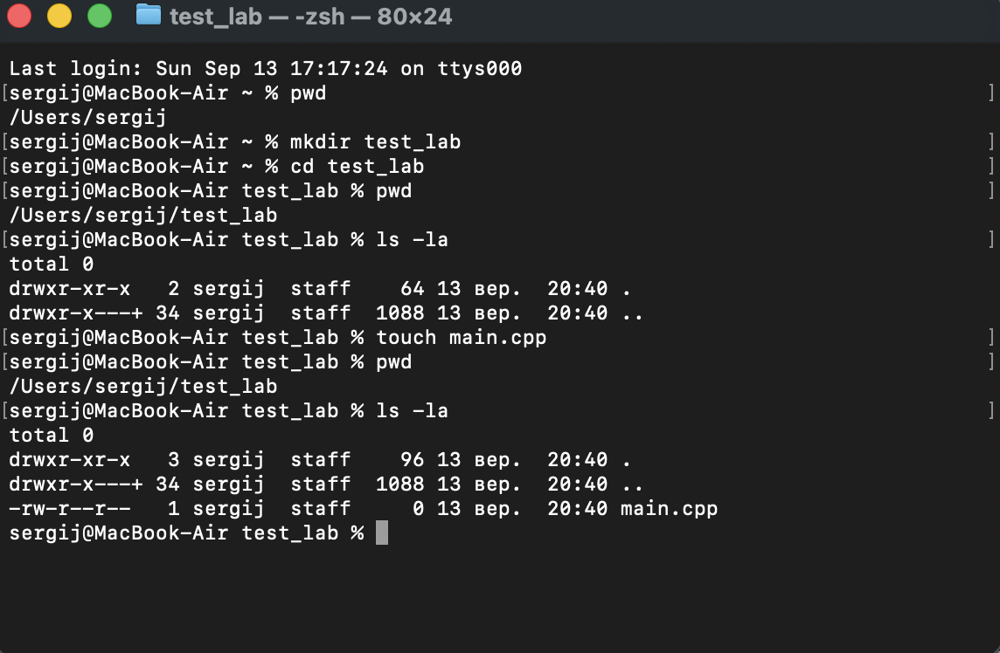 test_lab — -zsh — 80×24
Last login: Sun Sep 13 17:17:24 on ttys000
[sergij@MacBook-Air ~ % pwd ]
/Users/sergij
[sergij@MacBook-Air ~ % mkdir test_lab ]
[sergij@MacBook-Air ~ % cd test_lab ]
[sergij@MacBook-Air test_lab % pwd ]
/Users/sergij/test_lab
[sergij@MacBook-Air test_lab % ls -la ]
total 0
drwxr-xr-x   2 sergij  staff    64 13 вер.  20:40 .
drwxr-x---+ 34 sergij  staff  1088 13 вер.  20:40 ..
[sergij@MacBook-Air test_lab % touch main.cpp ]
[sergij@MacBook-Air test_lab % pwd ]
/Users/sergij/test_lab
[sergij@MacBook-Air test_lab % ls -la ]
total 0
drwxr-xr-x   3 sergij  staff    96 13 вер.  20:40 .
drwxr-x---+ 34 sergij  staff  1088 13 вер.  20:40 ..
-rw-r--r--   1 sergij  staff     0 13 вер.  20:40 main.cpp
sergij@MacBook-Air test_lab %